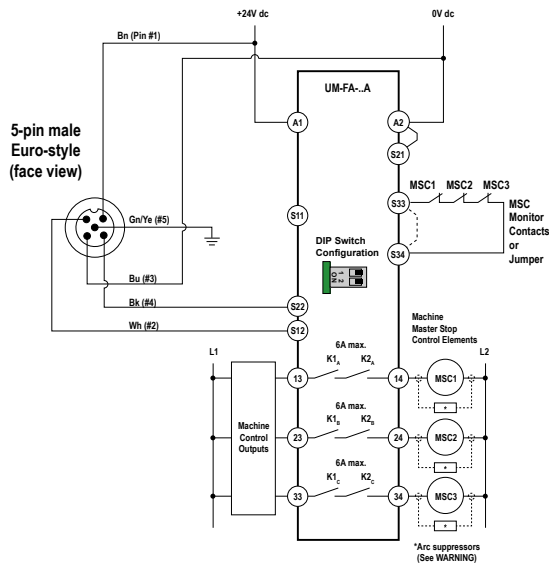 +24V dc
0V dc
Bn (Pin #1)
UM-FA-..A
A1
A2
5-pin male
Euro-style
(face view)
S21
MSC1
MSC2
MSC3
S33
S11
Gn/Ye (#5)
MSC
Monitor
Contacts
or
Jumper
DIP Switch
Configuration
S34
1 2
ON
Bu (#3)
Bk (#4)
S22
Wh (#2)
S12
Machine
Master Stop
Control Elements
L1
L2
6A max.
K1A
K2A
13
14
MSC1
*
6A max.
K1B
K2B
Machine
Control
Outputs
23
24
MSC2
*
6A max.
K1C
K2C
33
34
MSC3
*
*Arc suppressors
(See WARNING)